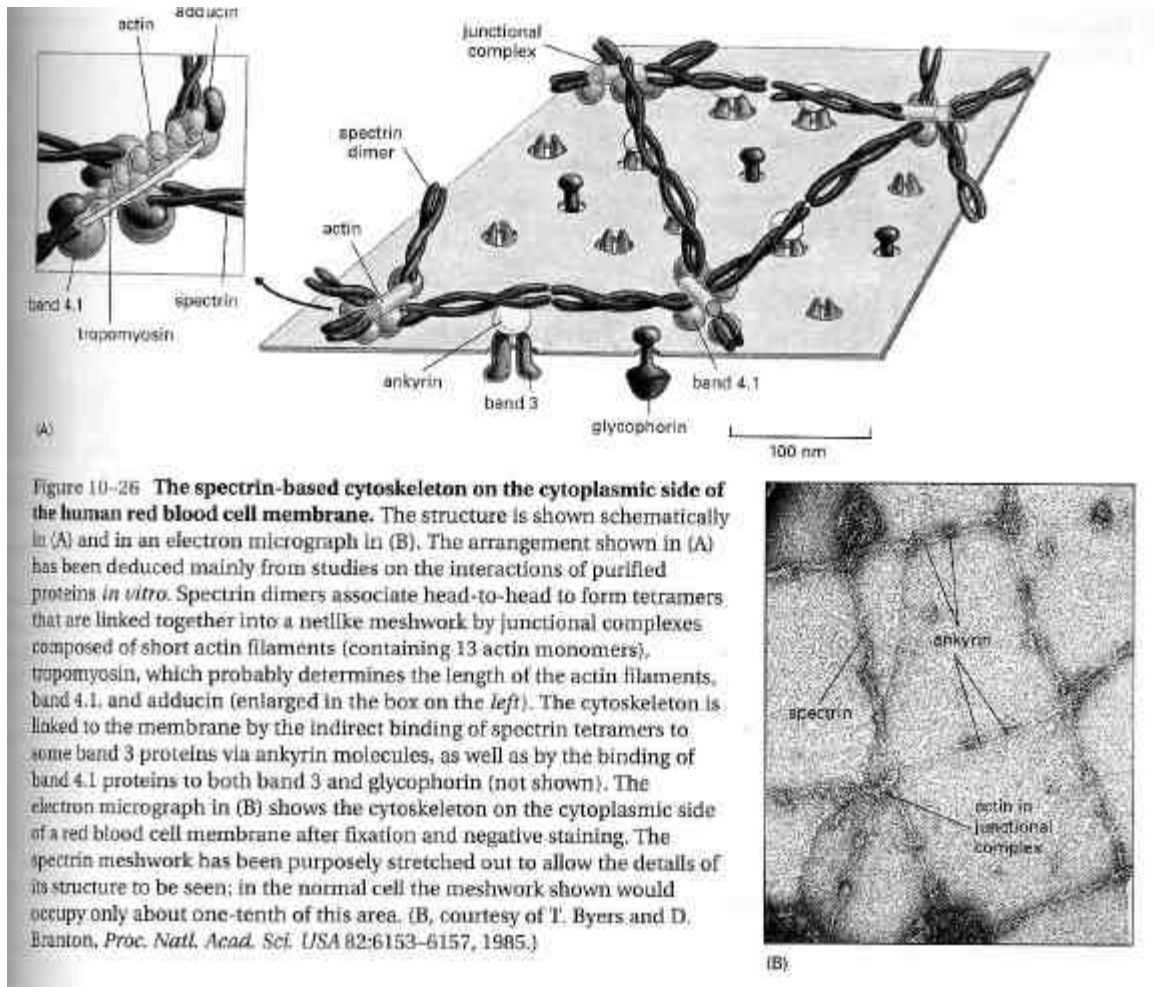 actin
adducin
junctional
complex
spectrin
dimer
actin
band 4.1
spectrin
tropomyosin
ankyrin
band 3
band 4.1
glycophorin
100 nm
(A)
Figure 10–26 The spectrin-based cytoskeleton on the cytoplasmic side of
the human red blood cell membrane. The structure is shown schematically
in (A) and in an electron micrograph in (B). The arrangement shown in (A)
has been deduced mainly from studies on the interactions of purified
proteins in vitro. Spectrin dimers associate head-to-head to form tetramers
that are linked together into a netlike meshwork by junctional complexes
composed of short actin filaments (containing 13 actin monomers),
tropomyosin, which probably determines the length of the actin filaments,
band 4.1, and adducin (enlarged in the box on the left). The cytoskeleton is
linked to the membrane by the indirect binding of spectrin tetramers to
some band 3 proteins via ankyrin molecules, as well as by the binding of
band 4.1 proteins to both band 3 and glycophorin (not shown). The
electron micrograph in (B) shows the cytoskeleton on the cytoplasmic side
of a red blood cell membrane after fixation and negative staining. The
spectrin meshwork has been purposely stretched out to allow the details of
its structure to be seen; in the normal cell the meshwork shown would
occupy only about one-tenth of this area. (B, courtesy of T. Byers and D.
Branton, Proc. Natl. Acad. Sci. USA 82:6153–6157, 1985.)
ankyrin
spectrin
actin in
junctional
complex
(B)